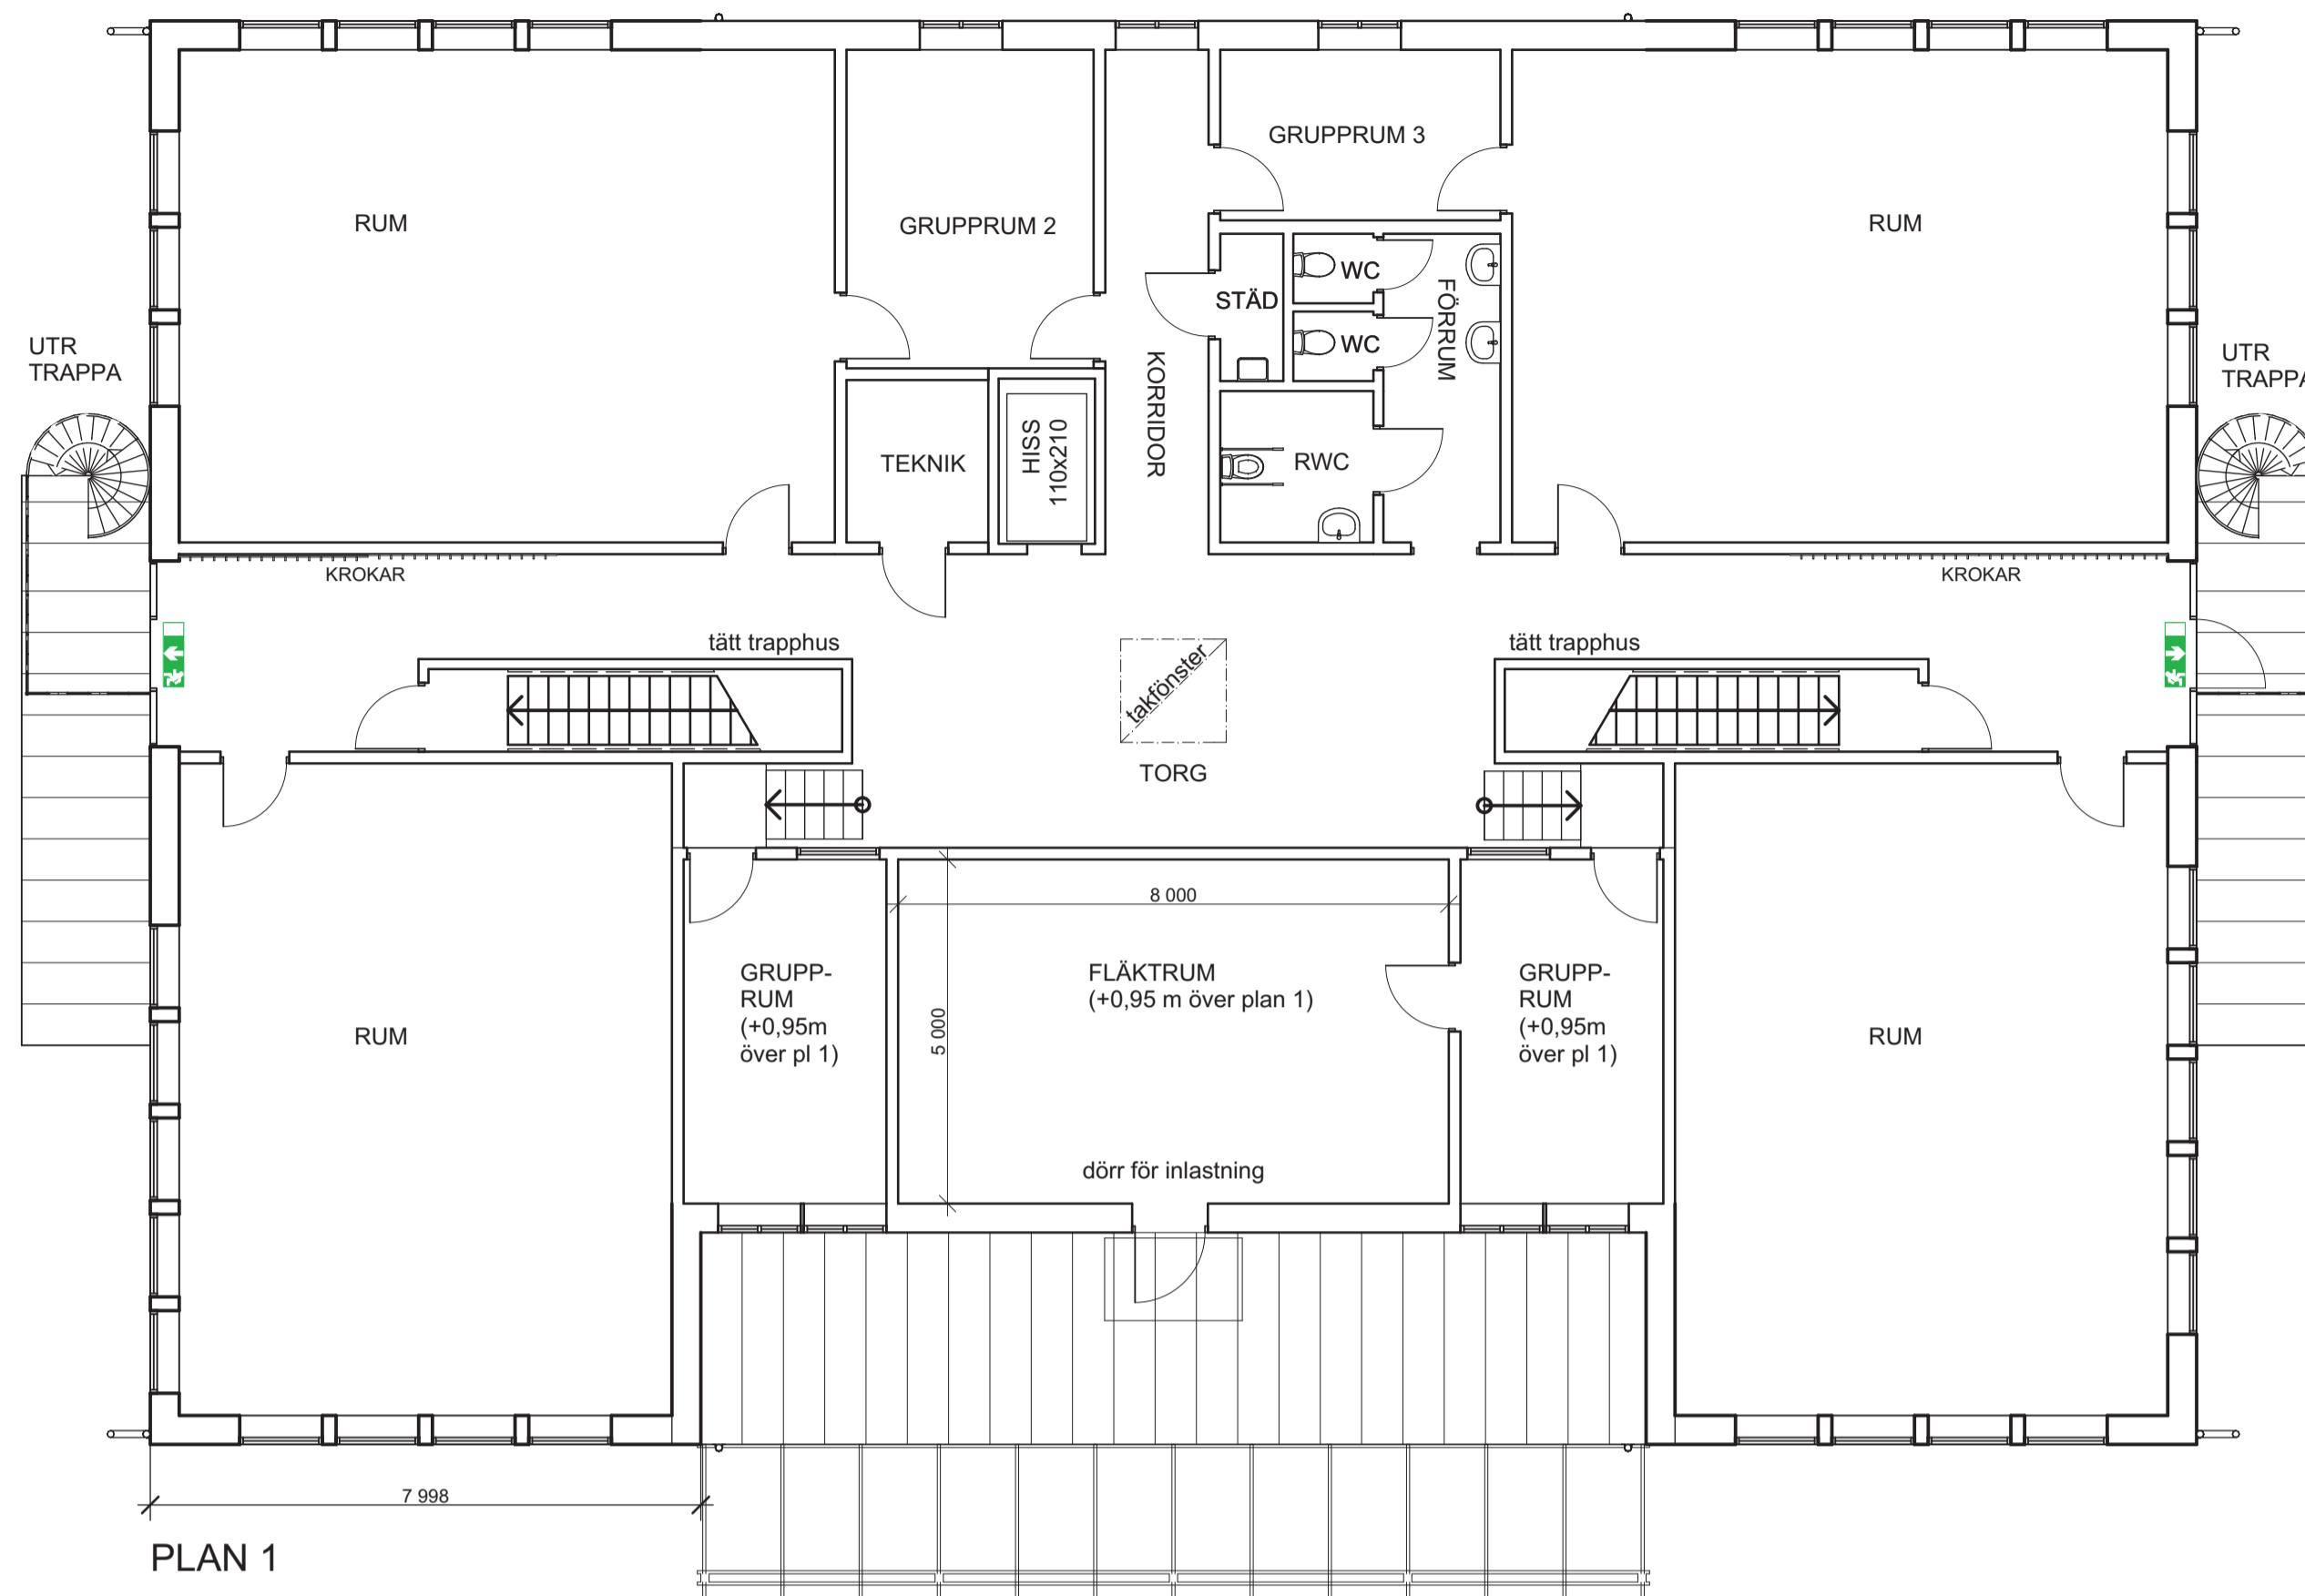 GRUPPRUM 3
RUM
GRUPPRUM 2
RUM
WC
STÄD
FÖRRUM
WC
UTR
TRAPPA
KORRIDOR
UTR
TRAPPA
TEKNIK
HISS
110x210
RWC
KROKAR
KROKAR
tätt trapphus
tätt trapphus
takfönster
TORG
8 000
GRUPP-
RUM
(+0,95m
över pl 1)
FLÄKTRUM
(+0,95 m över plan 1)
GRUPP-
RUM
(+0,95m
över pl 1)
5 000
RUM
RUM
dörr för inlastning
7 998
PLAN 1